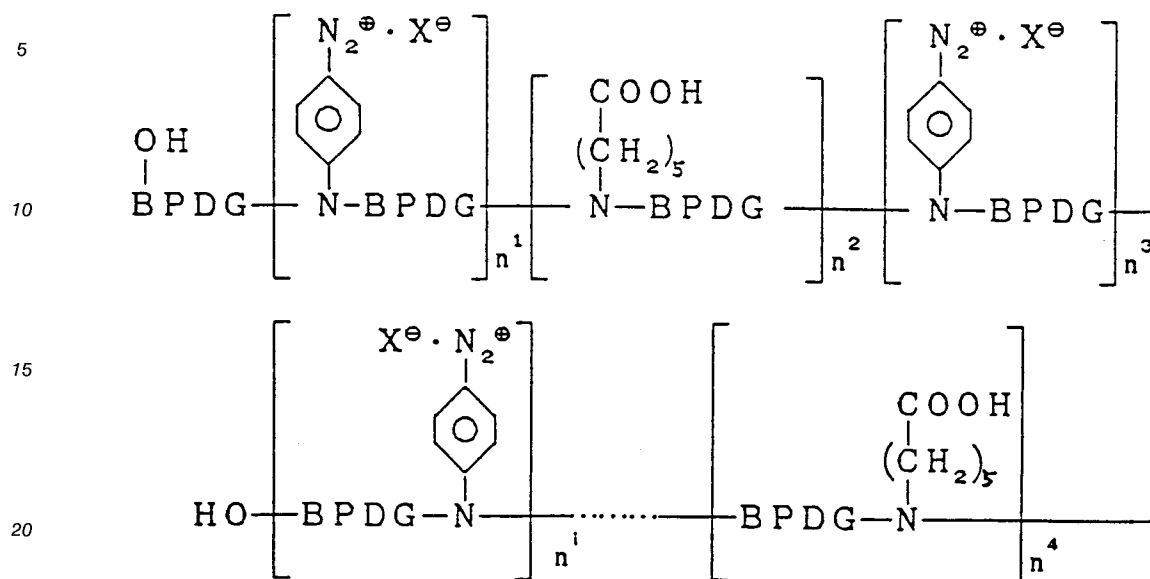 5 N₂⊕ · X⊖ N₂⊕ · X⊖
COOH
OH (CH₂)₅
10 BPDG N—BPDG N—BPDG N—BPDG
n¹ n² n³
15 X⊖ · N₂⊕
COOH
(CH₂)₅
20 HO—BPDG—N ········ BPDG—N
nⁱ n⁴